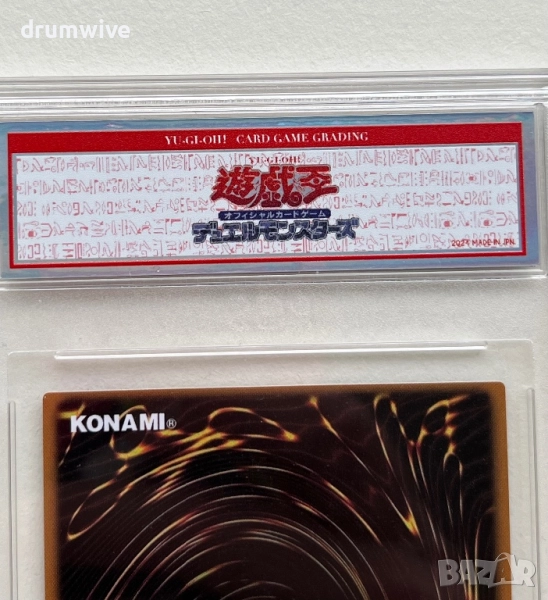 drumwive
YU-GI-OH! CARD GAME GRADING
YU-GI-OH!
遊戯王
オフィシャルカードゲーム
デュエルモンスターズ
2024 MADE IN JPN
KONAMI®
BAZAR